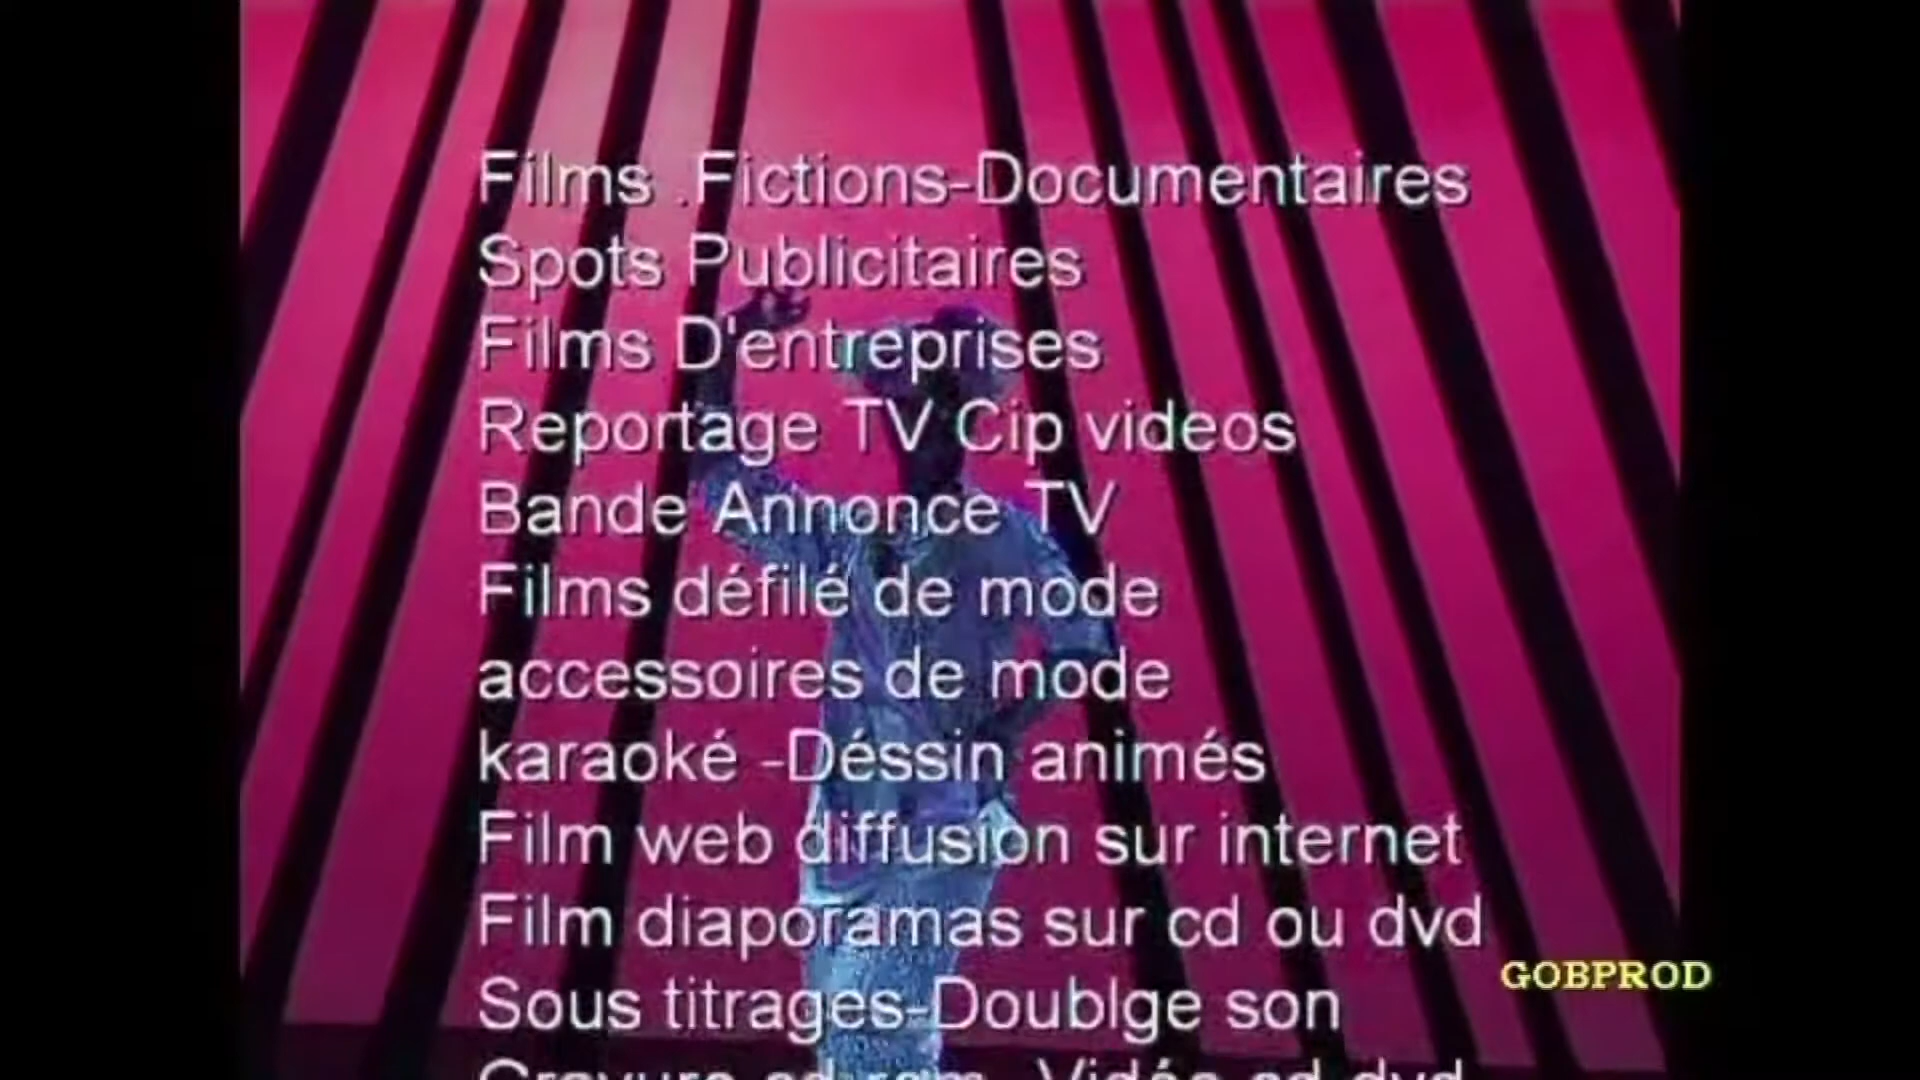 Films .Fictions-Documentaires
Spots Publicitaires
Films D'entreprises
Reportage TV Cip videos
Bande Annonce TV
Films défilé de mode
accessoires de mode
karaoké -Déssin animés
Film web diffusion sur internet
Film diaporamas sur cd ou dvd
GOBPROD
Sous titrages-Doublge son